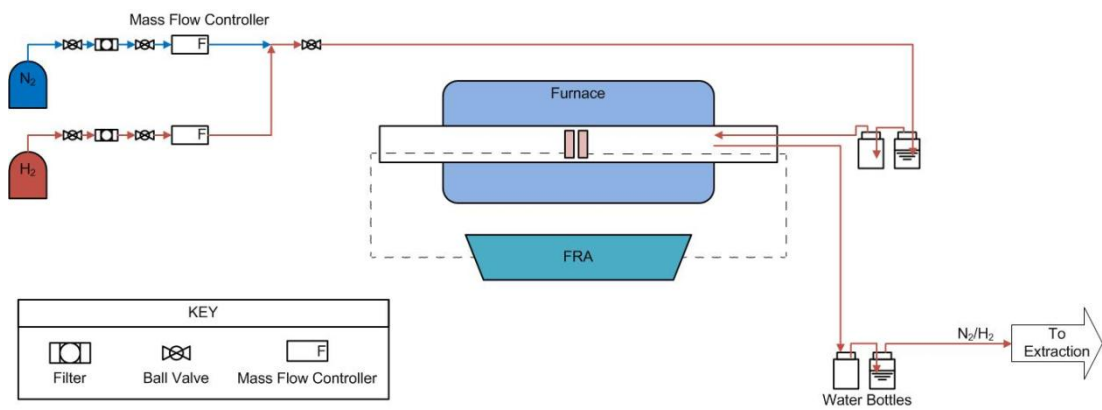 Mass Flow Controller
N₂
F
Furnace
H₂
F
FRA
KEY
F
Filter
Ball Valve
Mass Flow Controller
N₂/H₂
To
Extraction
Water Bottles